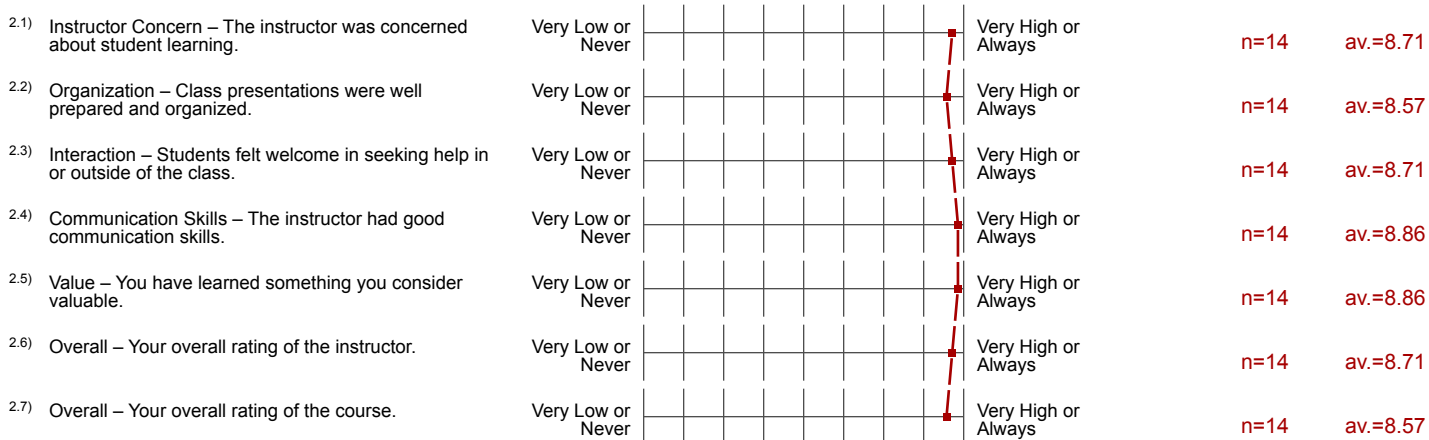 2.1) Instructor Concern – The instructor was concerned about student learning.
Very Low or Never
Very High or Always
n=14 av.=8.71
2.2) Organization – Class presentations were well prepared and organized.
Very Low or Never
Very High or Always
n=14 av.=8.57
2.3) Interaction – Students felt welcome in seeking help in or outside of the class.
Very Low or Never
Very High or Always
n=14 av.=8.71
2.4) Communication Skills – The instructor had good communication skills.
Very Low or Never
Very High or Always
n=14 av.=8.86
2.5) Value – You have learned something you consider valuable.
Very Low or Never
Very High or Always
n=14 av.=8.86
2.6) Overall – Your overall rating of the instructor.
Very Low or Never
Very High or Always
n=14 av.=8.71
2.7) Overall – Your overall rating of the course.
Very Low or Never
Very High or Always
n=14 av.=8.57